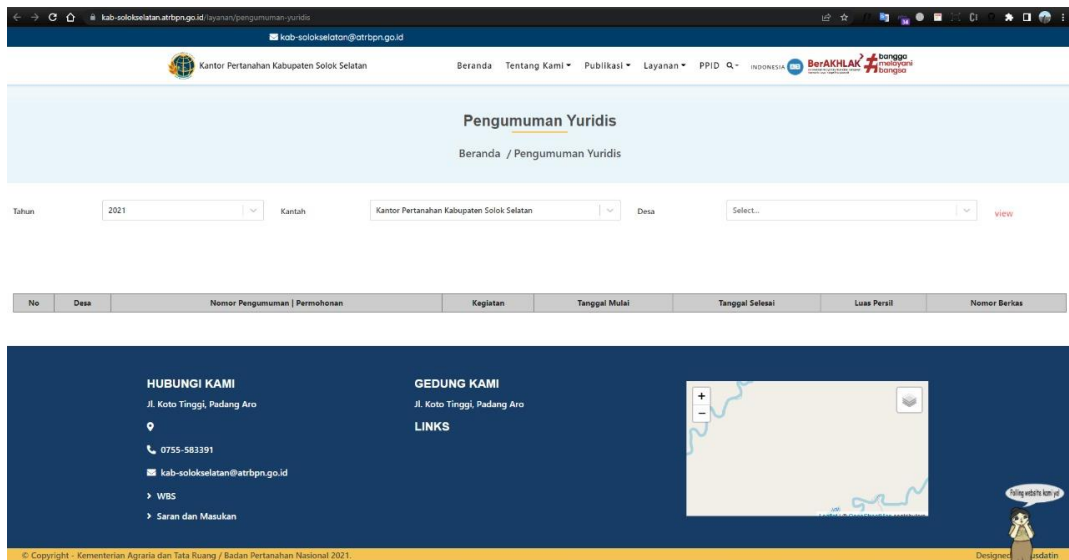 kab-solokselatan.atrbpn.go.id/layanan/pengumuman-yuridis
kab-solokselatan@atrbpn.go.id
Kantor Pertanahan Kabupaten Solok Selatan
Beranda Tentang Kami Publikasi Layanan PPID INDONESIA BerAKHLAK #bangga melayani bangsa
Pengumuman Yuridis
Beranda / Pengumuman Yuridis
Tahun 2021 Kantah Kantor Pertanahan Kabupaten Solok Selatan Desa Select... view
No Desa Nomor Pengumuman | Permohonan Kegiatan Tanggal Mulai Tanggal Selesai Luas Persil Nomor Berkas
HUBUNGI KAMI
Jl. Koto Tinggi, Padang Aro
0755-583391
kab-solokselatan@atrbpn.go.id
> WBS
> Saran dan Masukan
GEDUNG KAMI
Jl. Koto Tinggi, Padang Aro
LINKS
+
−
Polling website kami ya!
© Copyright - Kementerian Agraria dan Tata Ruang / Badan Pertanahan Nasional 2021.
Designed